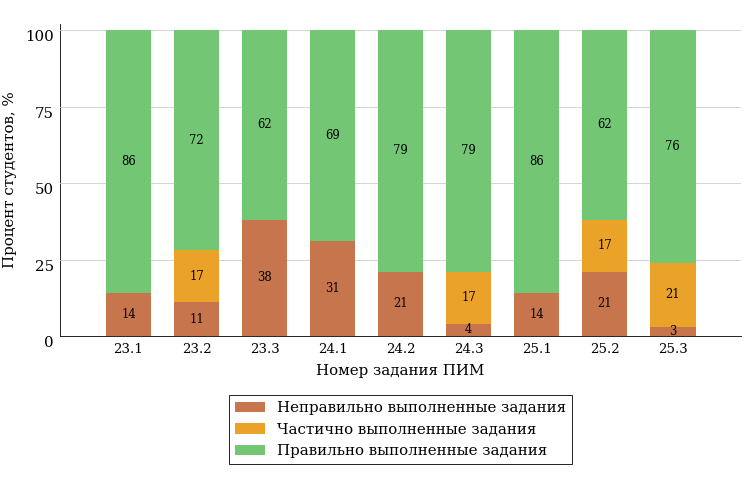 100
75
50
25
0
Процент студентов, %
86 72 62 69 79 79 86 62 76
17 17 17 21
14 11 38 31 21 4 14 21 3
23.1 23.2 23.3 24.1 24.2 24.3 25.1 25.2 25.3
Номер задания ПИМ
Неправильно выполненные задания
Частично выполненные задания
Правильно выполненные задания